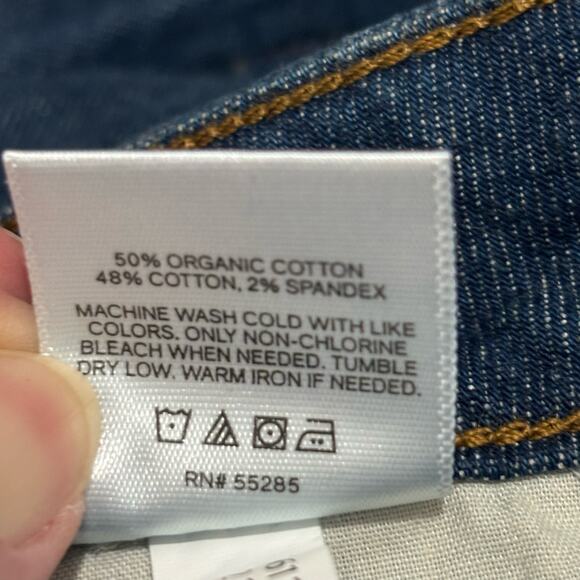 50% ORGANIC COTTON
48% COTTON, 2% SPANDEX
MACHINE WASH COLD WITH LIKE
COLORS. ONLY NON-CHLORINE
BLEACH WHEN NEEDED. TUMBLE
DRY LOW. WARM IRON IF NEEDED.
RN# 55285